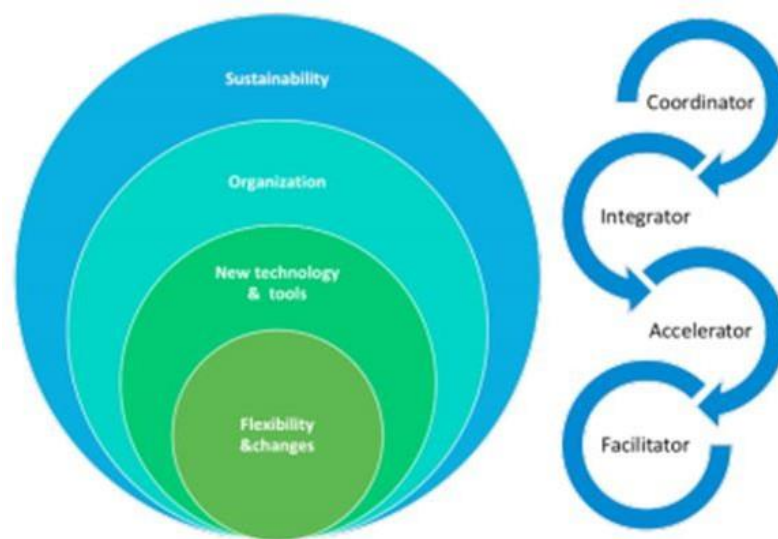 Sustainability
Organization
New technology
& tools
Flexibility
&changes
Coordinator
Integrator
Accelerator
Facilitator